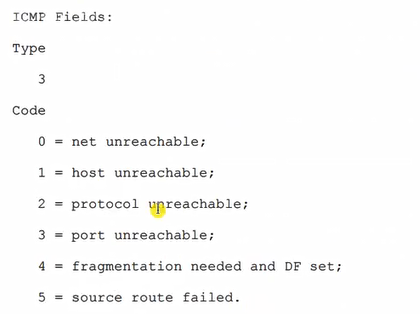 ICMP Fields:
Type
3
Code
0 = net unreachable;
1 = host unreachable;
2 = protocol unreachable;
3 = port unreachable;
4 = fragmentation needed and DF set;
5 = source route failed.